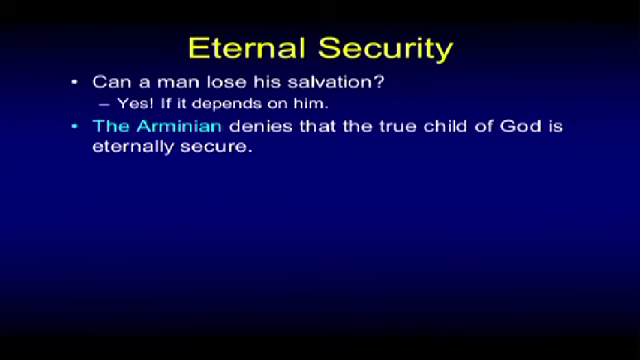 Eternal Security
• Can a man lose his salvation?
– Yes! If it depends on him.
• The Arminian denies that the true child of God is
eternally secure.